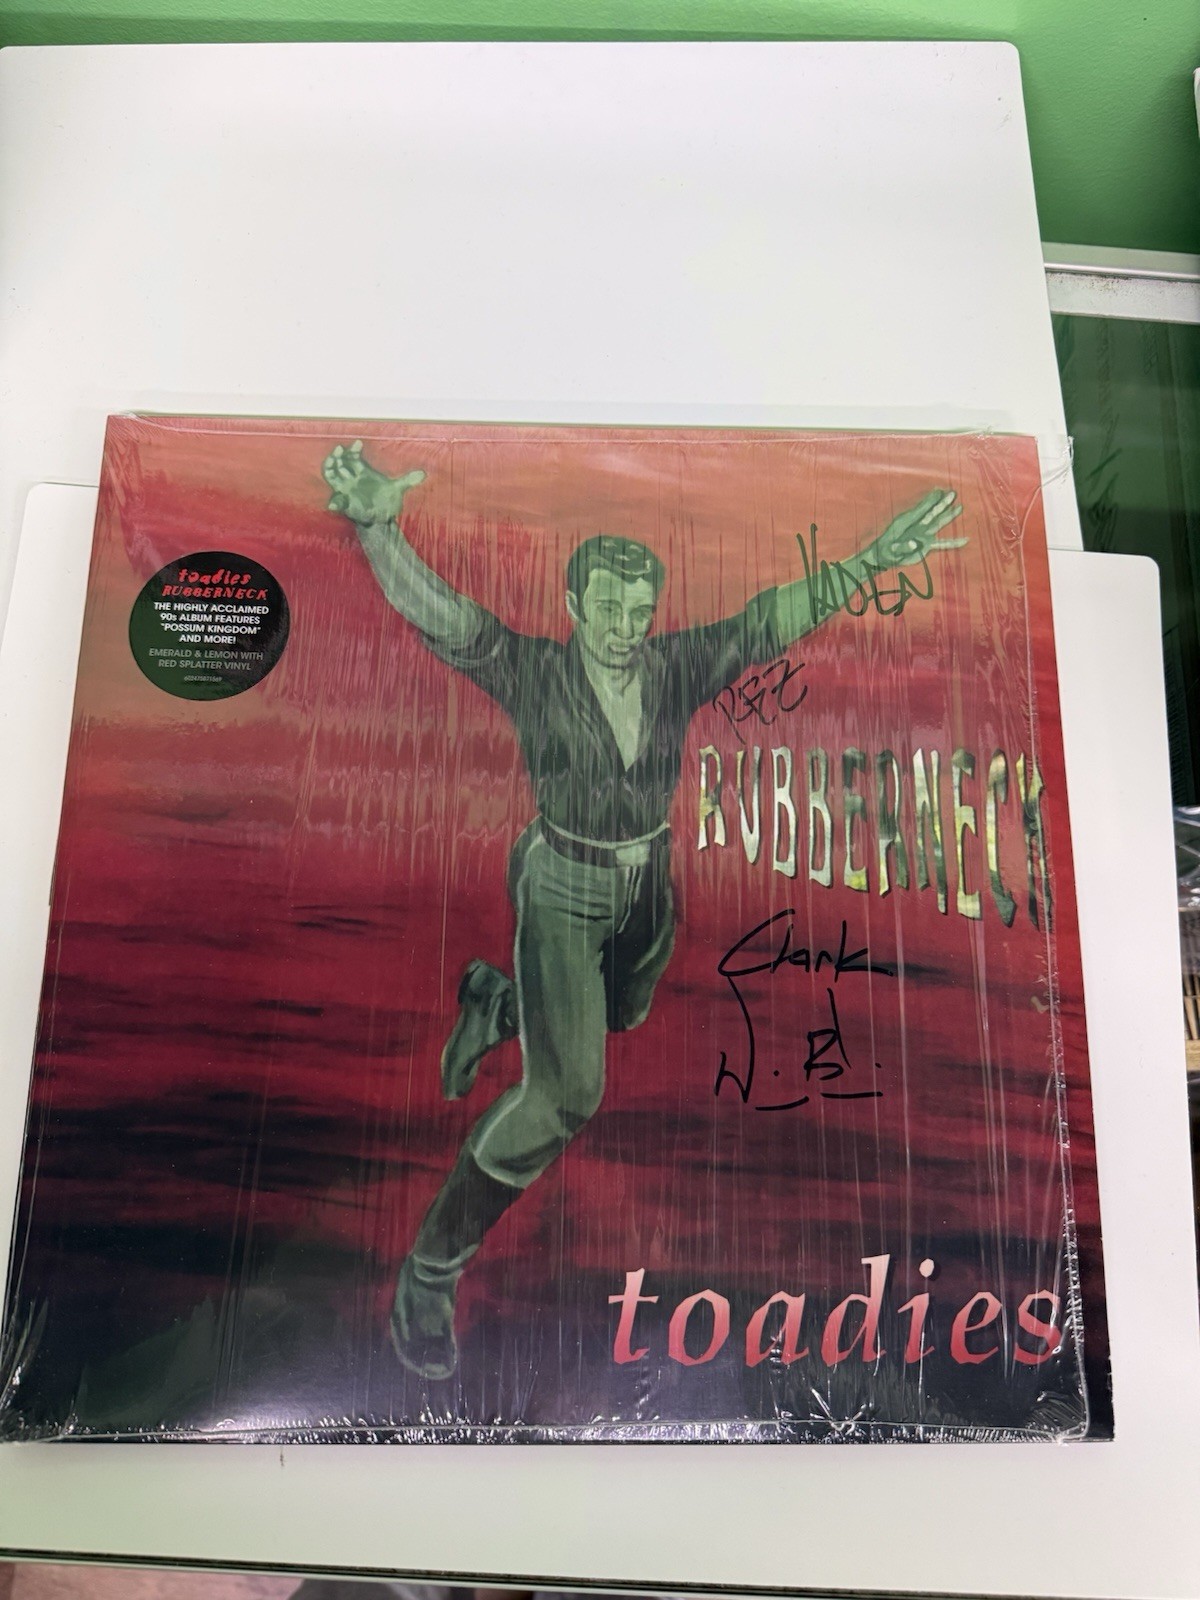 toadies
RUBBERNECK
THE HIGHLY ACCLAIMED
90s ALBUM FEATURES
"POSSUM KINGDOM"
AND MORE!
EMERALD & LEMON WITH
RED SPLATTER VINYL
VADEN
REZ
RUBBERNECK
Clark
toadies